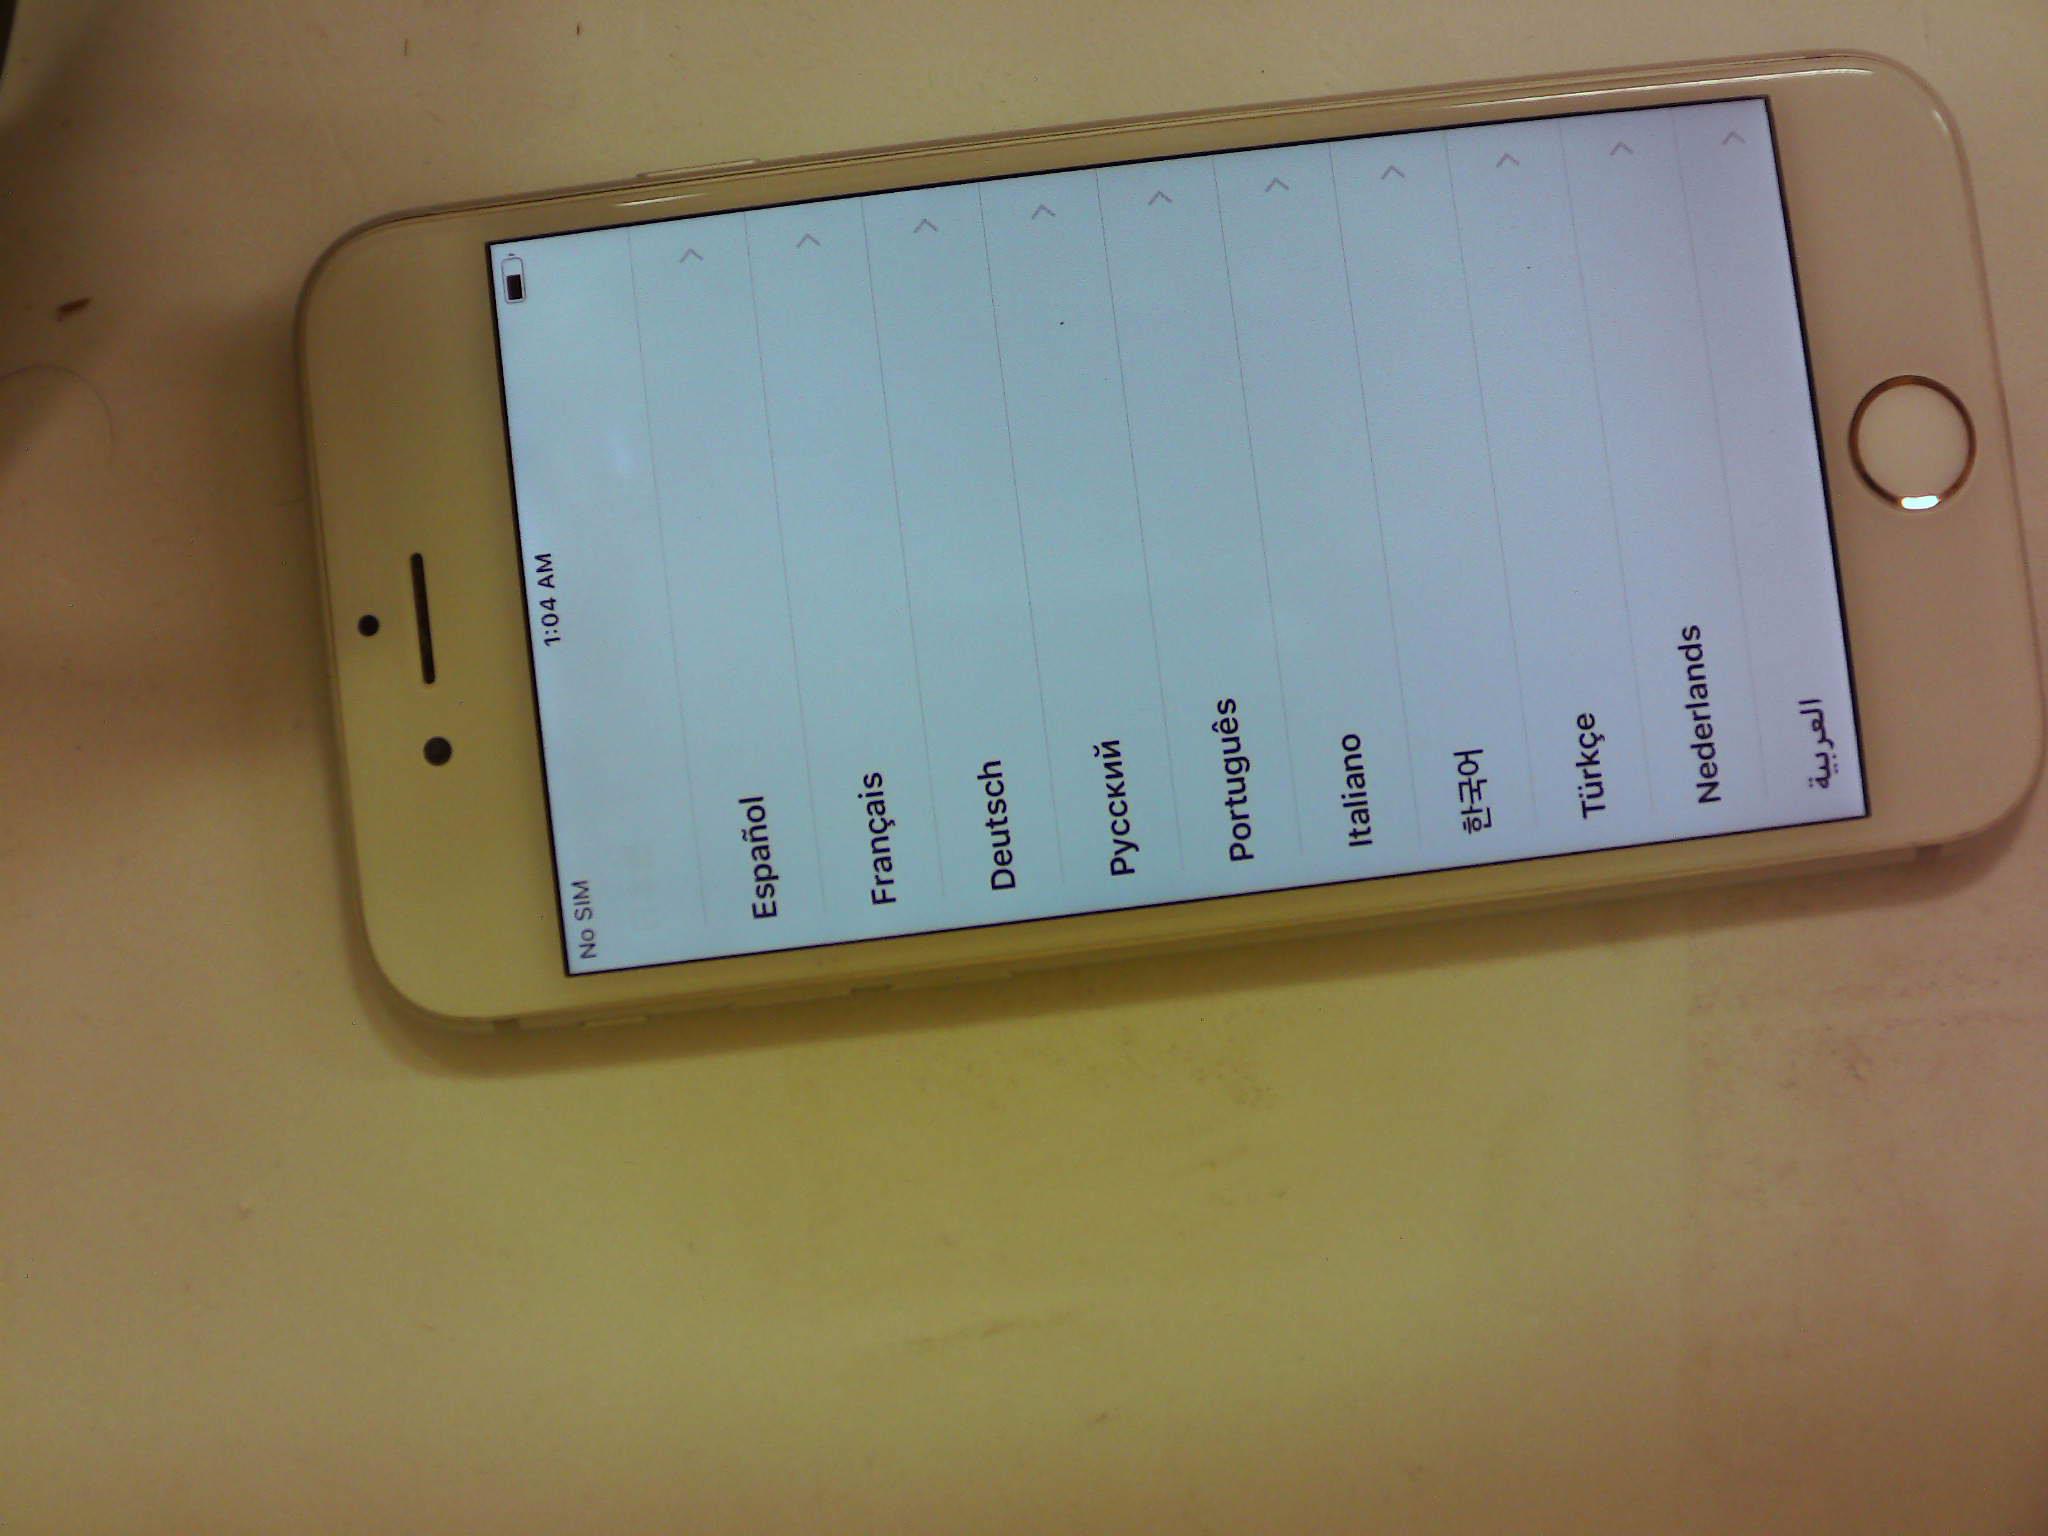 No SIM
1:04 AM
Español
Français
Deutsch
Русский
Português
Italiano
한국어
Türkçe
Nederlands
العربية